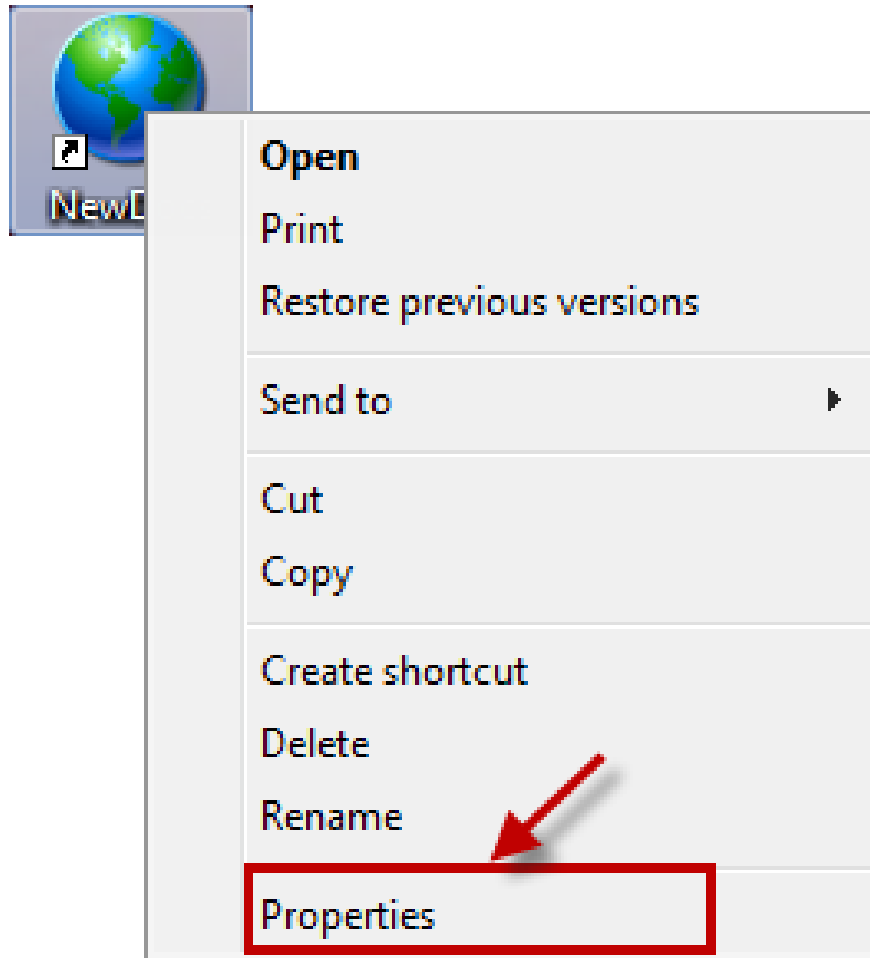 Open
Print
Restore previous versions
Send to
Cut
Copy
Create shortcut
Delete
Rename
Properties